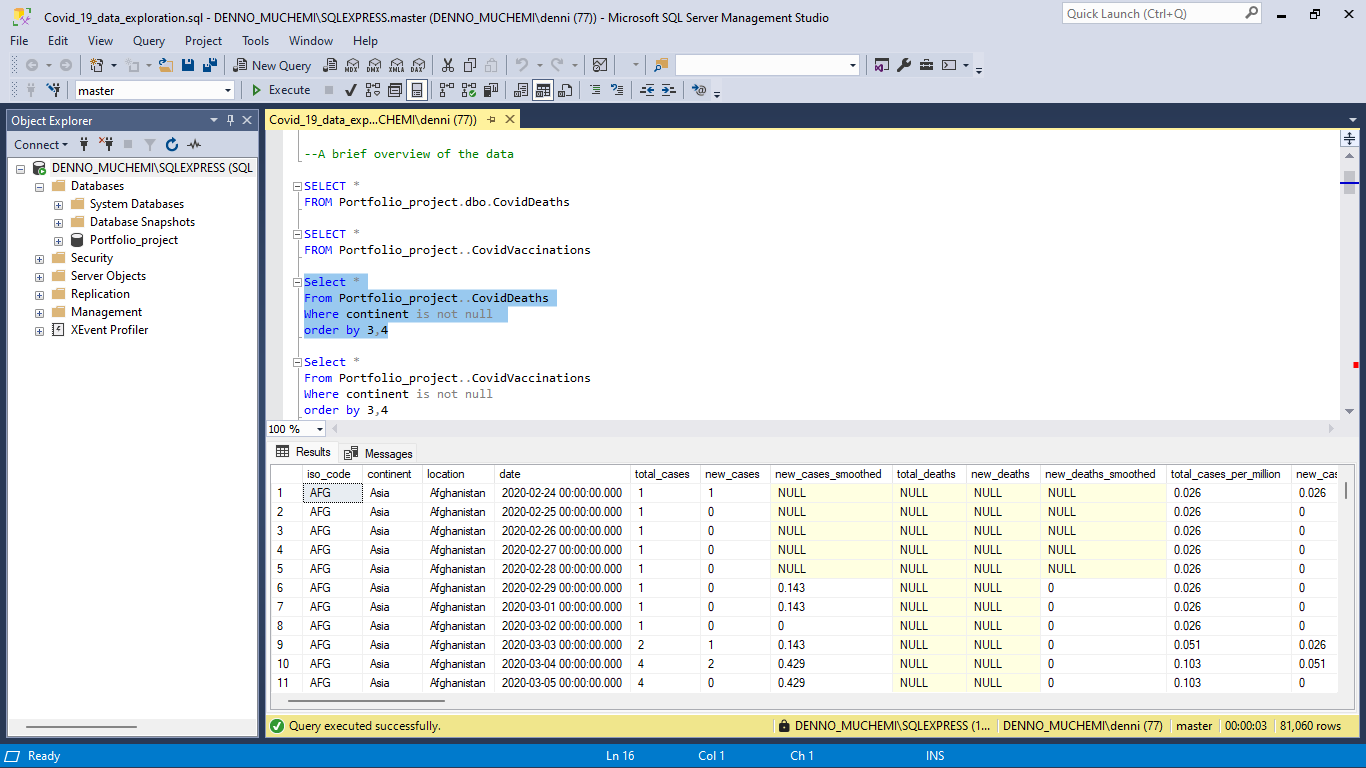 Covid_19_data_exploration.sql - DENNO_MUCHEMI\SQLEXPRESS.master (DENNO_MUCHEMI\denni (77)) - Microsoft SQL Server Management Studio
Quick Launch (Ctrl+Q)
File Edit View Query Project Tools Window Help
New Query MDX DMX XMLA DAX
master Execute
Object Explorer
Covid_19_data_exp...CHEMI\denni (77))
Connect
DENNO_MUCHEMI\SQLEXPRESS (SQL
Databases
System Databases
Database Snapshots
Portfolio_project
Security
Server Objects
Replication
Management
XEvent Profiler
--A brief overview of the data
SELECT *
FROM Portfolio_project.dbo.CovidDeaths
SELECT *
FROM Portfolio_project..CovidVaccinations
Select *
From Portfolio_project..CovidDeaths
Where continent is not null
order by 3,4
Select *
From Portfolio_project..CovidVaccinations
Where continent is not null
order by 3,4
100 %
Results Messages
iso_code continent location date total_cases new_cases new_cases_smoothed total_deaths new_deaths new_deaths_smoothed total_cases_per_million new_cas
1 AFG Asia Afghanistan 2020-02-24 00:00:00.000 1 1 NULL NULL NULL NULL 0.026 0.026
2 AFG Asia Afghanistan 2020-02-25 00:00:00.000 1 0 NULL NULL NULL NULL 0.026 0
3 AFG Asia Afghanistan 2020-02-26 00:00:00.000 1 0 NULL NULL NULL NULL 0.026 0
4 AFG Asia Afghanistan 2020-02-27 00:00:00.000 1 0 NULL NULL NULL NULL 0.026 0
5 AFG Asia Afghanistan 2020-02-28 00:00:00.000 1 0 NULL NULL NULL NULL 0.026 0
6 AFG Asia Afghanistan 2020-02-29 00:00:00.000 1 0 0.143 NULL NULL 0 0.026 0
7 AFG Asia Afghanistan 2020-03-01 00:00:00.000 1 0 0.143 NULL NULL 0 0.026 0
8 AFG Asia Afghanistan 2020-03-02 00:00:00.000 1 0 0 NULL NULL 0 0.026 0
9 AFG Asia Afghanistan 2020-03-03 00:00:00.000 2 1 0.143 NULL NULL 0 0.051 0.026
10 AFG Asia Afghanistan 2020-03-04 00:00:00.000 4 2 0.429 NULL NULL 0 0.103 0.051
11 AFG Asia Afghanistan 2020-03-05 00:00:00.000 4 0 0.429 NULL NULL 0 0.103 0
Query executed successfully. DENNO_MUCHEMI\SQLEXPRESS (1... DENNO_MUCHEMI\denni (77) master 00:00:03 81,060 rows
Ready Ln 16 Col 1 Ch 1 INS